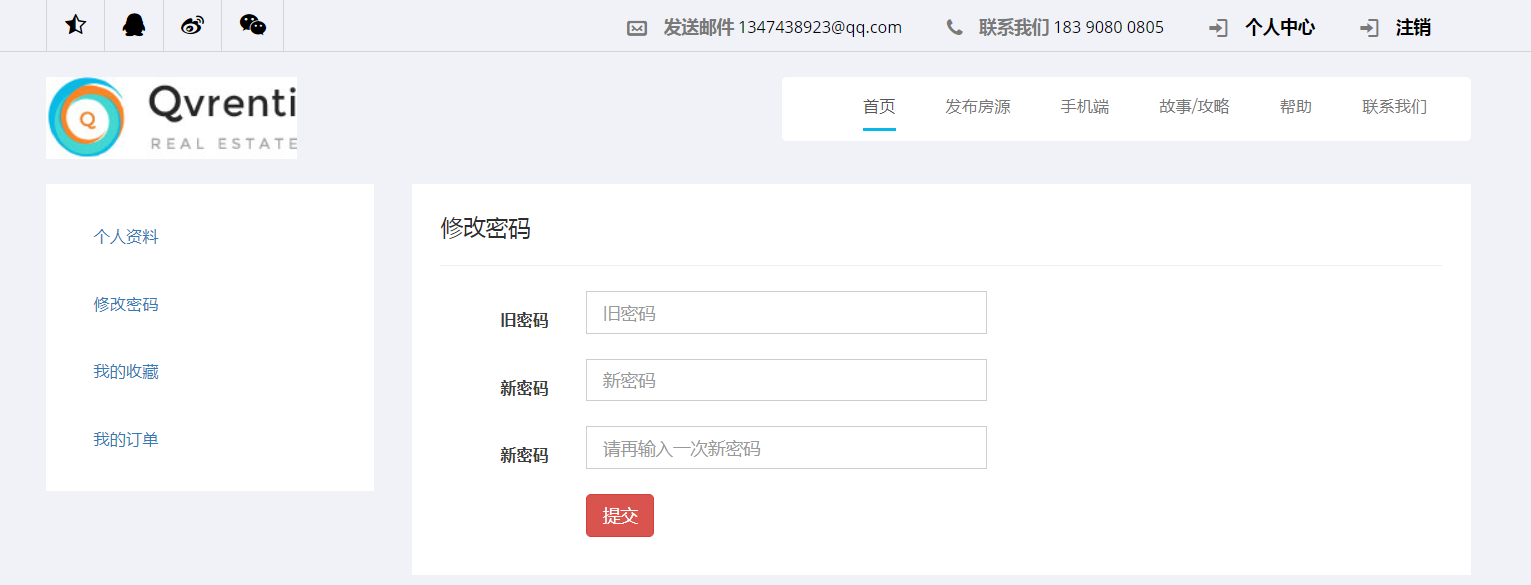 发送邮件 1347438923@qq.com 联系我们 183 9080 0805 个人中心 注销
Qvrenti
REAL ESTATE
Q
首页 发布房源 手机端 故事/攻略 帮助 联系我们
个人资料
修改密码
我的收藏
我的订单
修改密码
旧密码 旧密码
新密码 新密码
新密码 请再输入一次新密码
提交